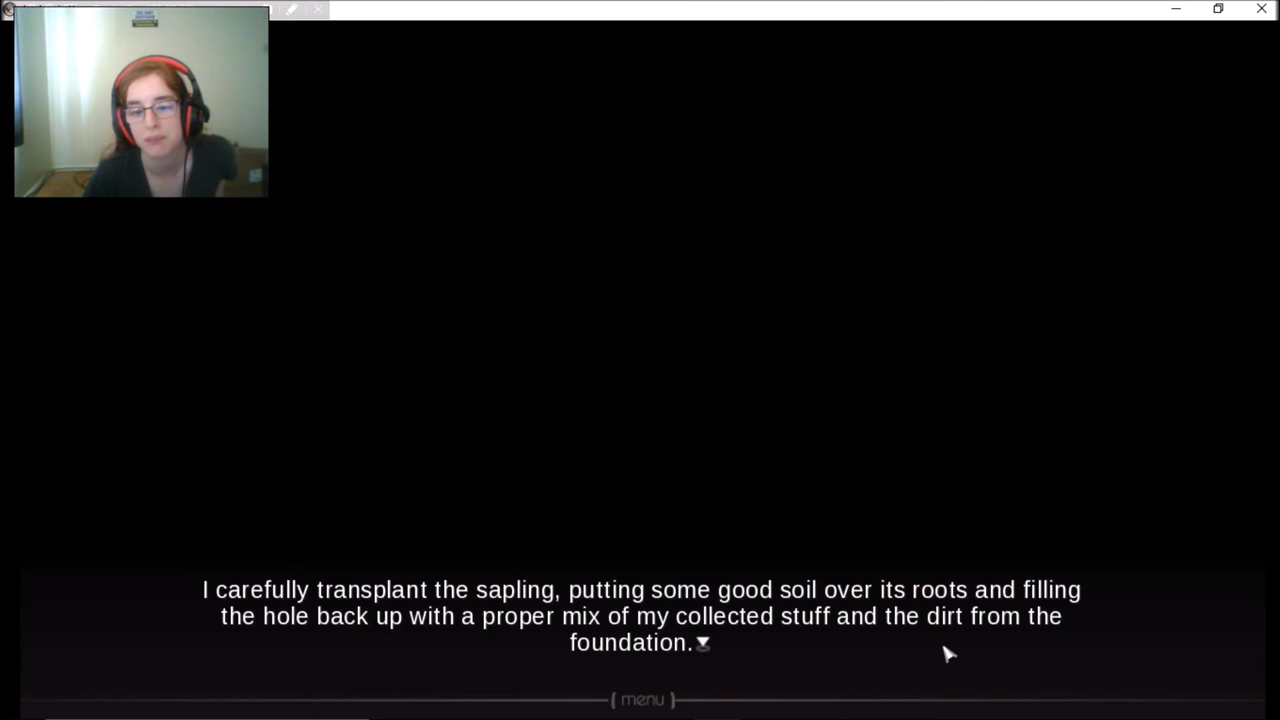 I carefully transplant the sapling, putting some good soil over its roots and filling
the hole back up with a proper mix of my collected stuff and the dirt from the
foundation.
menu